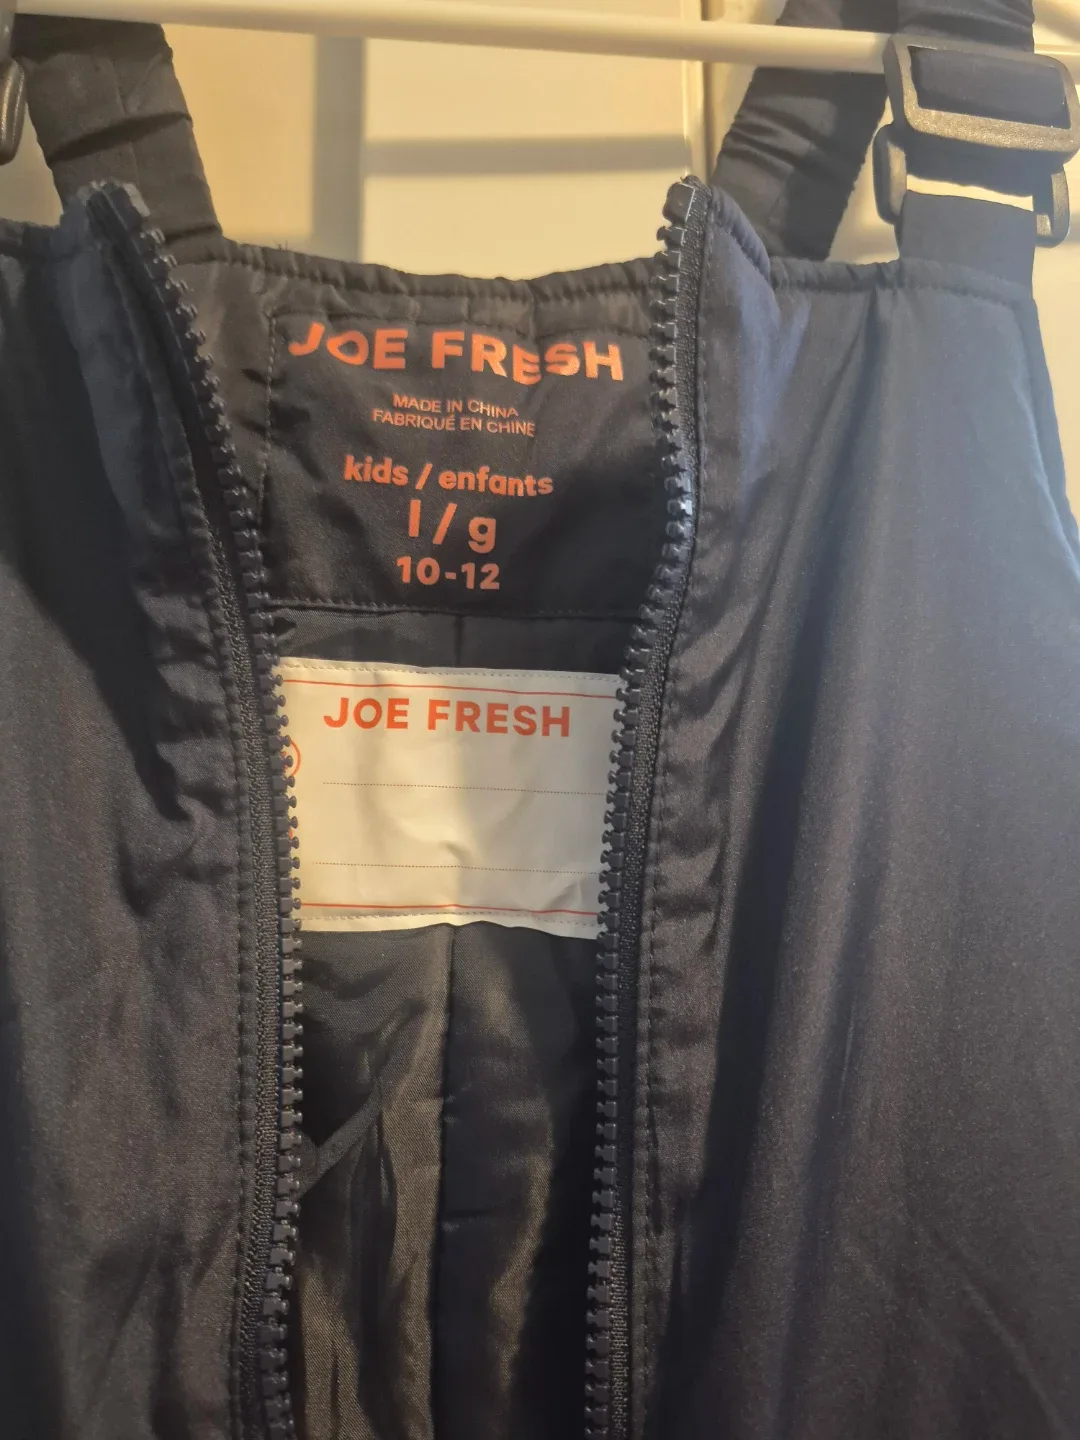 JOE FRESH
MADE IN CHINA
FABRIQUÉ EN CHINE
kids / enfants
l / g
10-12
JOE FRESH